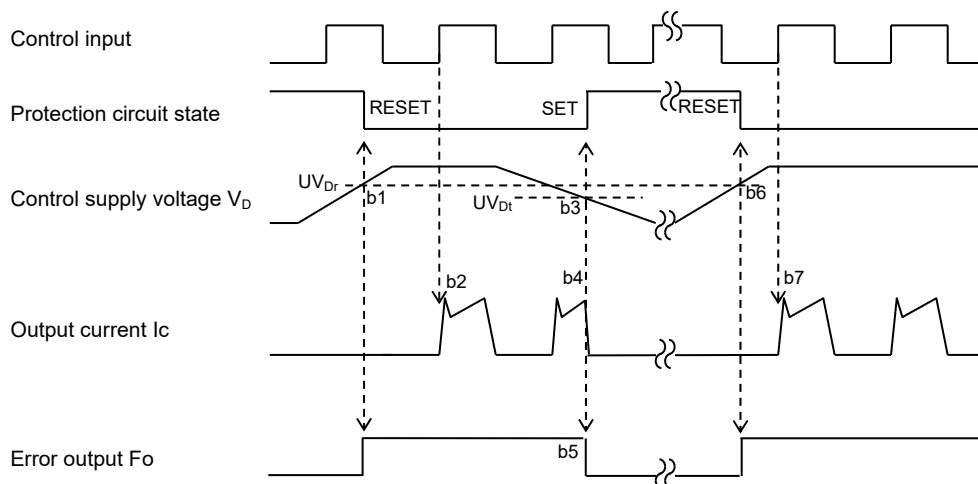 Control input
Protection circuit state
RESET
SET
RESET
Control supply voltage VD
UVDr
b1
UVDt
b3
b6
b2
b4
b7
Output current Ic
Error output Fo
b5